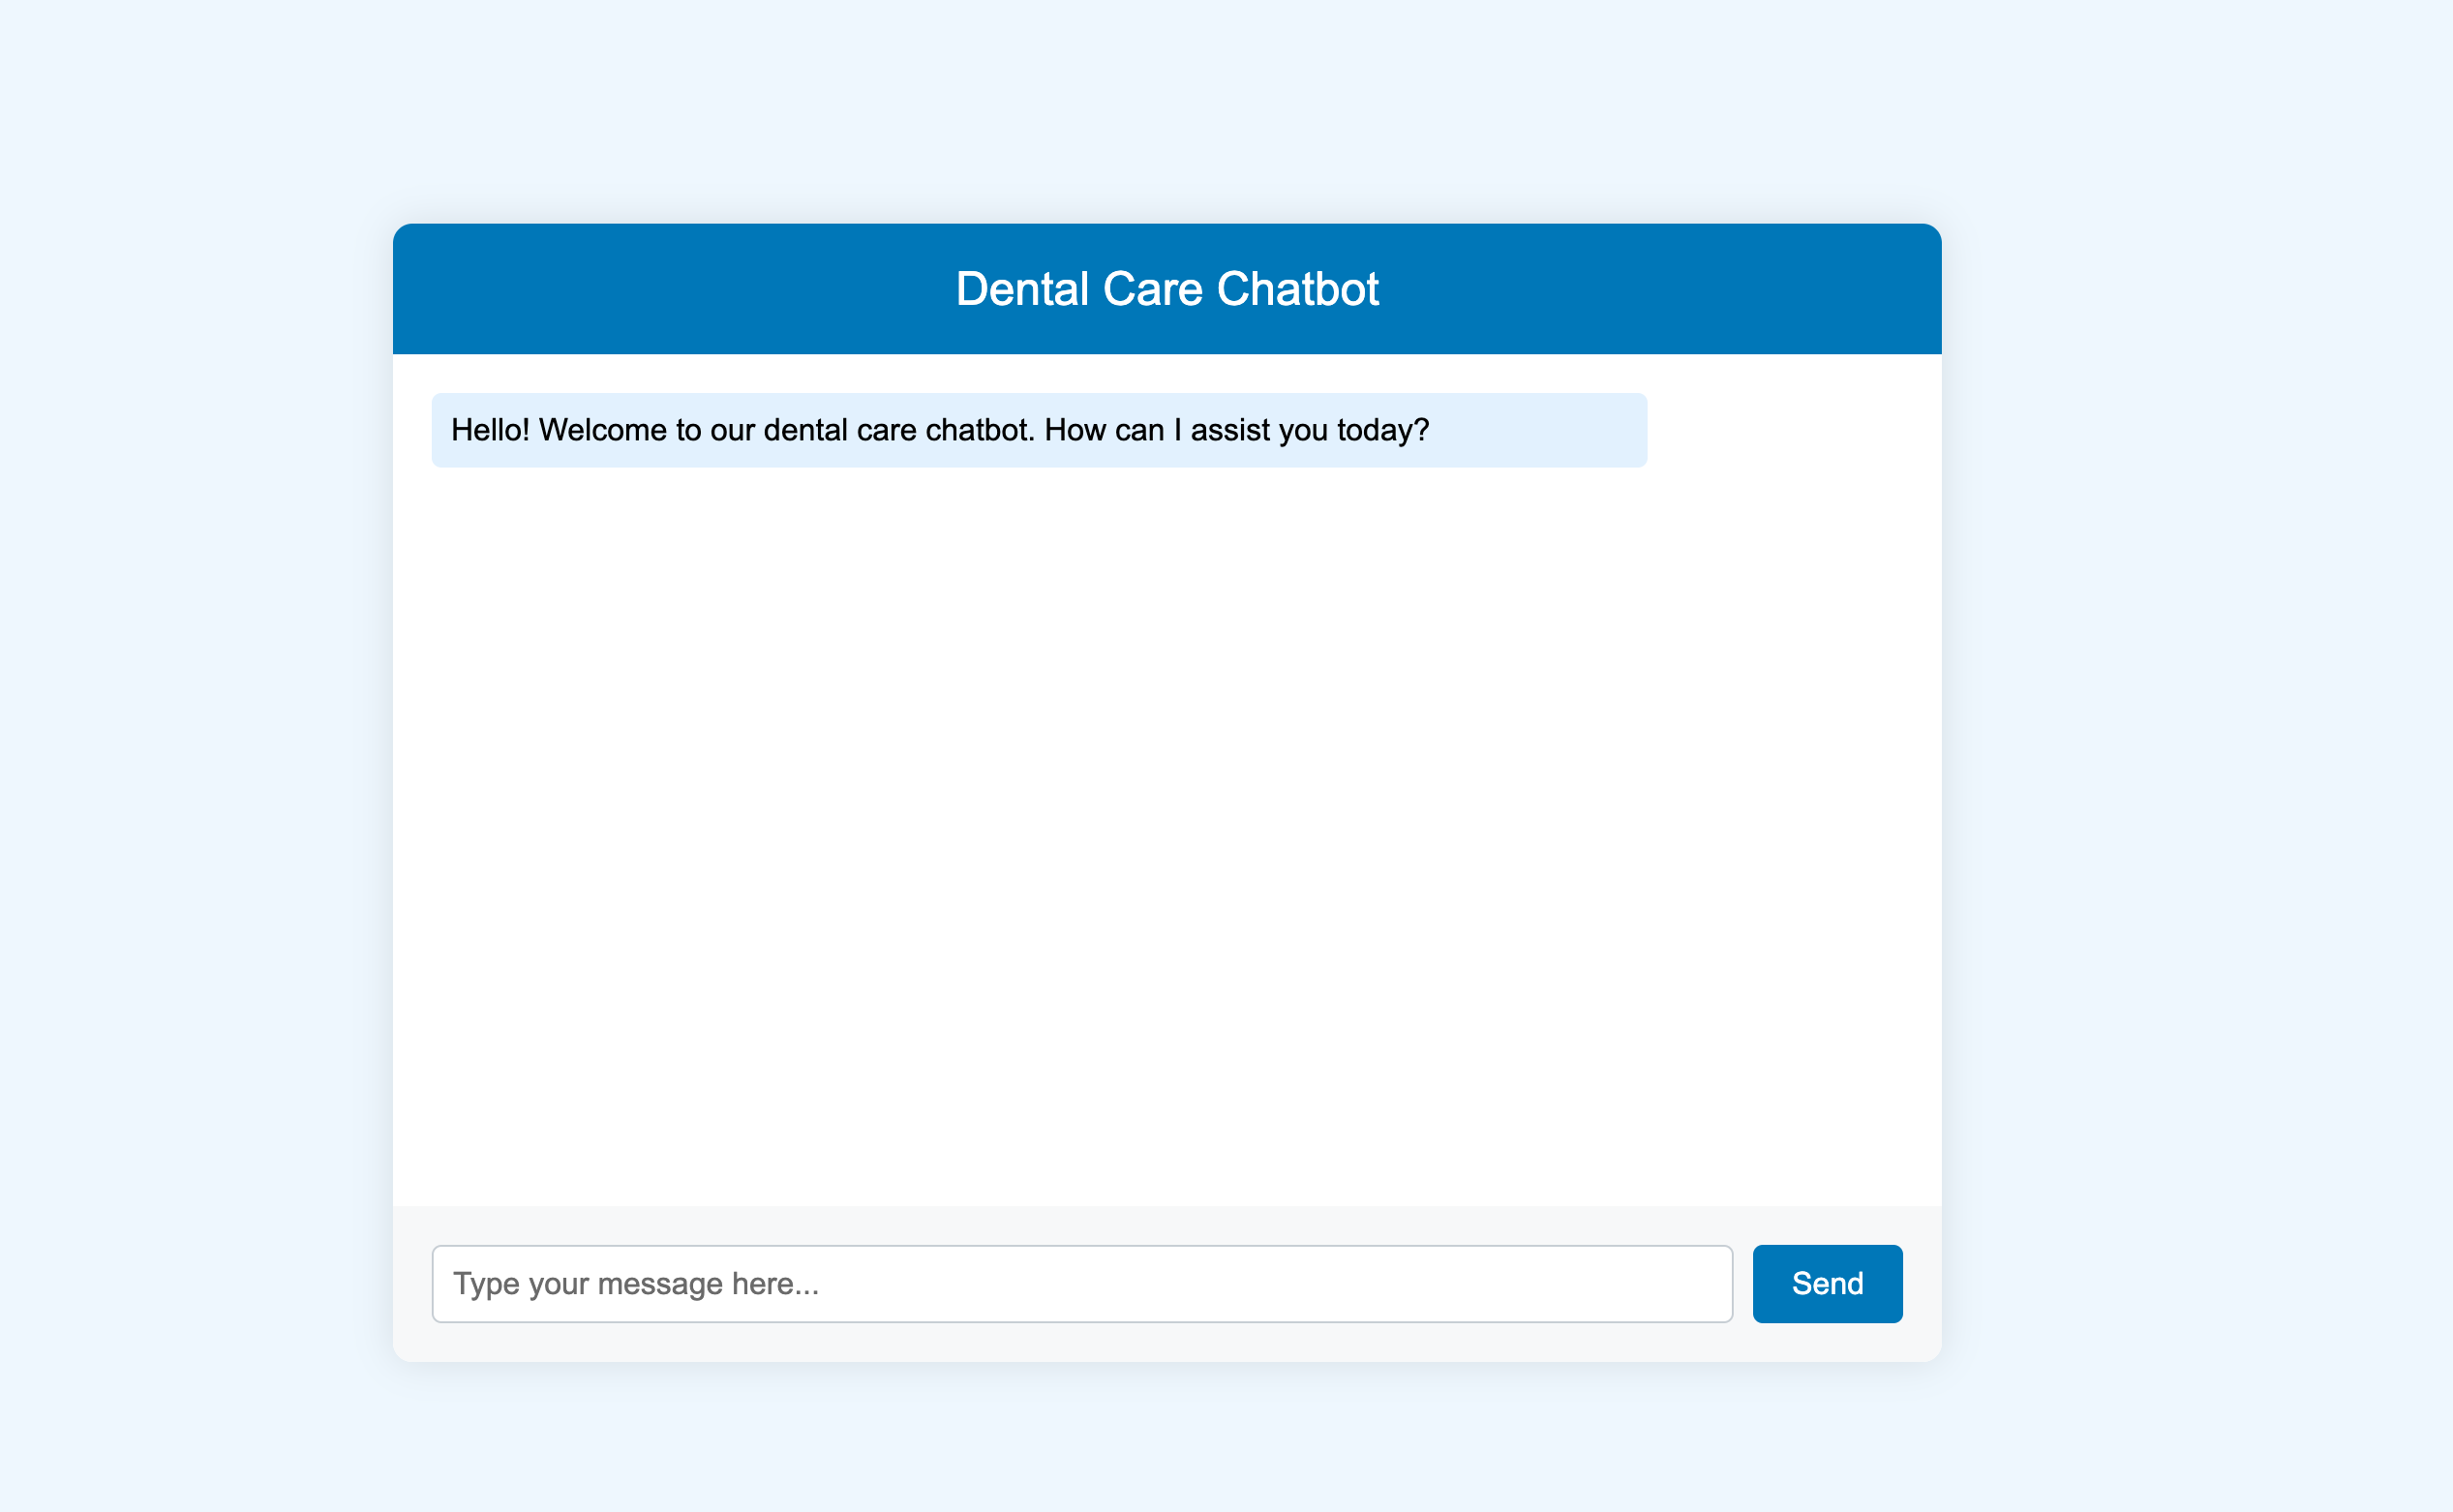 Dental Care Chatbot
Hello! Welcome to our dental care chatbot. How can I assist you today?
Type your message here...
Send